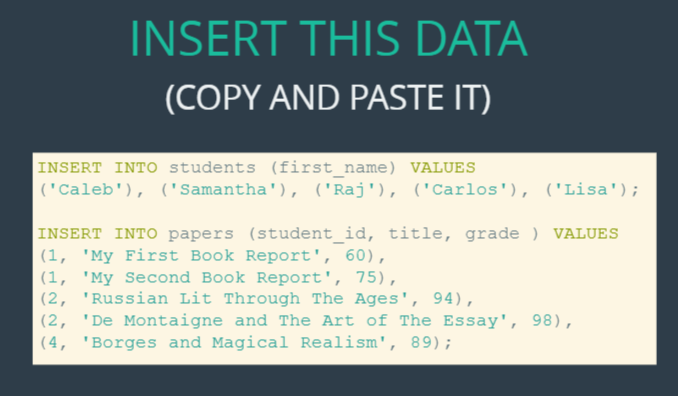 INSERT THIS DATA
(COPY AND PASTE IT)
INSERT INTO students (first_name) VALUES
('Caleb'), ('Samantha'), ('Raj'), ('Carlos'), ('Lisa');
INSERT INTO papers (student_id, title, grade ) VALUES
(1, 'My First Book Report', 60),
(1, 'My Second Book Report', 75),
(2, 'Russian Lit Through The Ages', 94),
(2, 'De Montaigne and The Art of The Essay', 98),
(4, 'Borges and Magical Realism', 89);